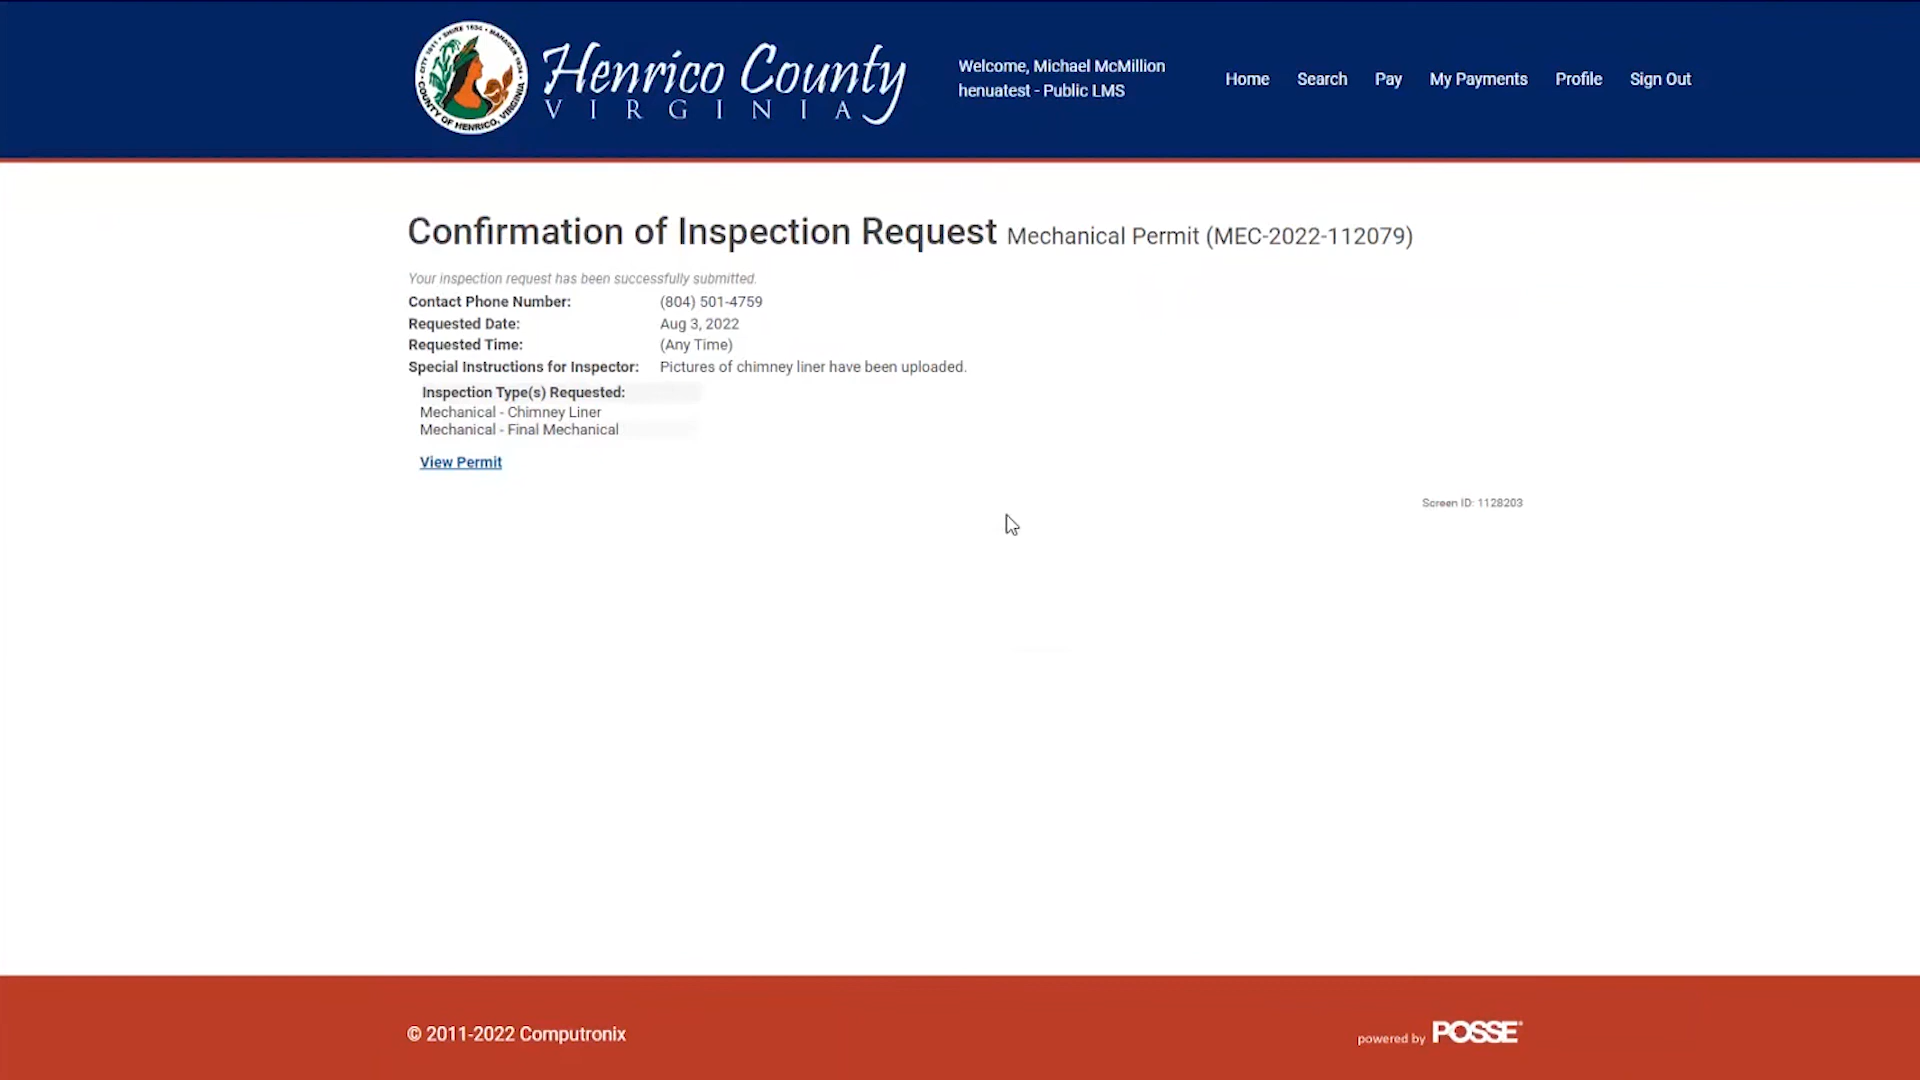 Henrico County
VIRGINIA
Welcome, Michael McMillion
henuatest - Public LMS
Home Search Pay My Payments Profile Sign Out
Confirmation of Inspection Request Mechanical Permit (MEC-2022-112079)
Your inspection request has been successfully submitted.
Contact Phone Number: (804) 501-4759
Requested Date: Aug 3, 2022
Requested Time: (Any Time)
Special Instructions for Inspector: Pictures of chimney liner have been uploaded.
Inspection Type(s) Requested:
Mechanical - Chimney Liner
Mechanical - Final Mechanical
View Permit
Screen ID: 1128203
© 2011-2022 Computronix
powered by POSSE